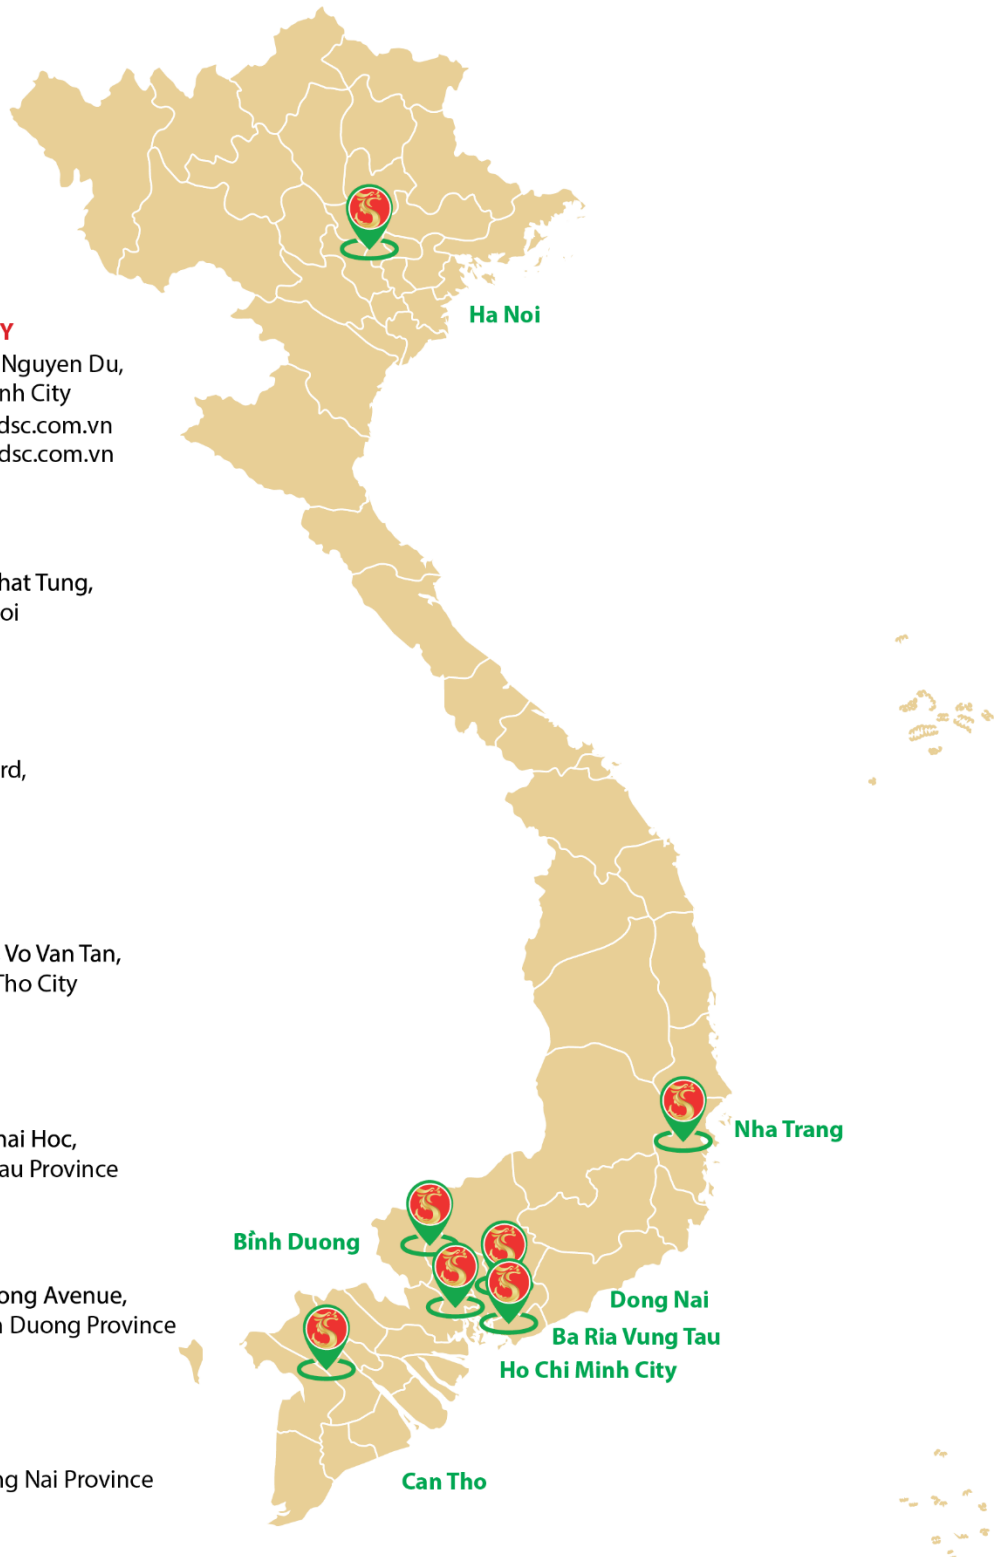 Ha Noi
Y
Nguyen Du,
nh City
dsc.com.vn
dsc.com.vn
hat Tung,
oi
rd,
Vo Van Tan,
Tho City
Nha Trang
hai Hoc,
au Province
Bình Duong
ong Avenue,
Duong Province
Dong Nai
Ba Ria Vung Tau
Ho Chi Minh City
ng Nai Province
Can Tho